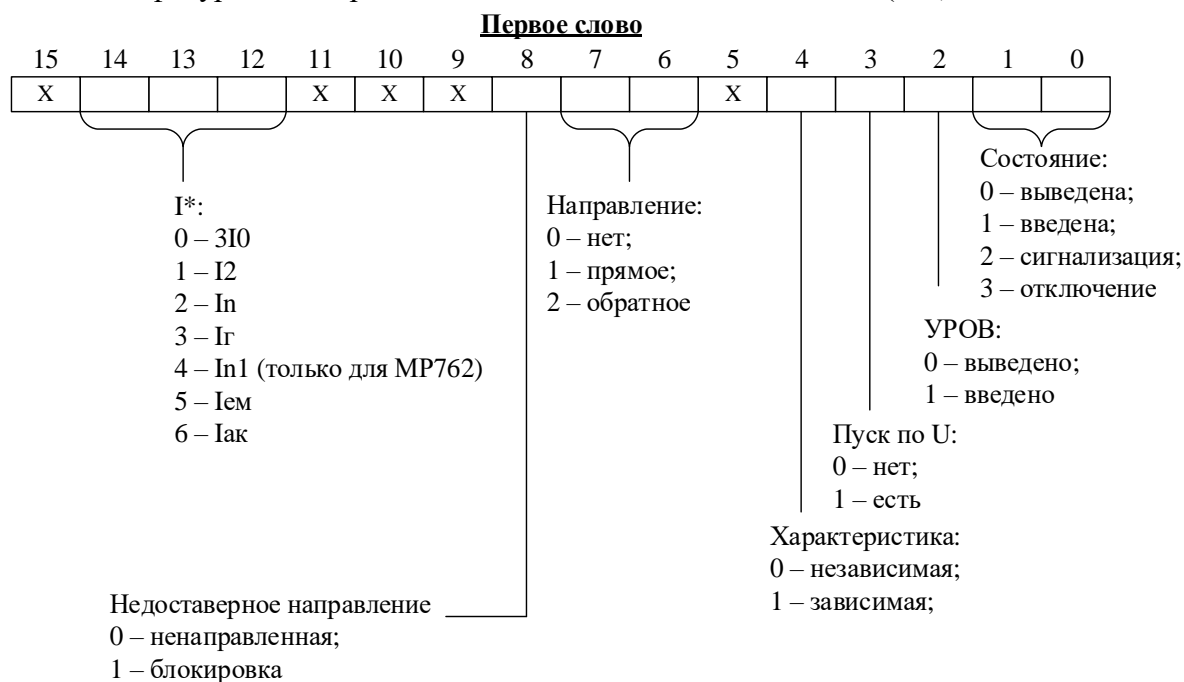 Первое слово
15 14 13 12 11 10 9 8 7 6 5 4 3 2 1 0
X X X X X
I*:
0 – 3I0
1 – I2
2 – In
3 – Iг
4 – In1 (только для МР762)
5 – Iем
6 – Iак
Недоставерное направление
0 – ненаправленная;
1 – блокировка
Направление:
0 – нет;
1 – прямое;
2 – обратное
Состояние:
0 – выведена;
1 – введена;
2 – сигнализация;
3 – отключение
УРОВ:
0 – выведено;
1 – введено
Пуск по U:
0 – нет;
1 – есть
Характеристика:
0 – независимая;
1 – зависимая;